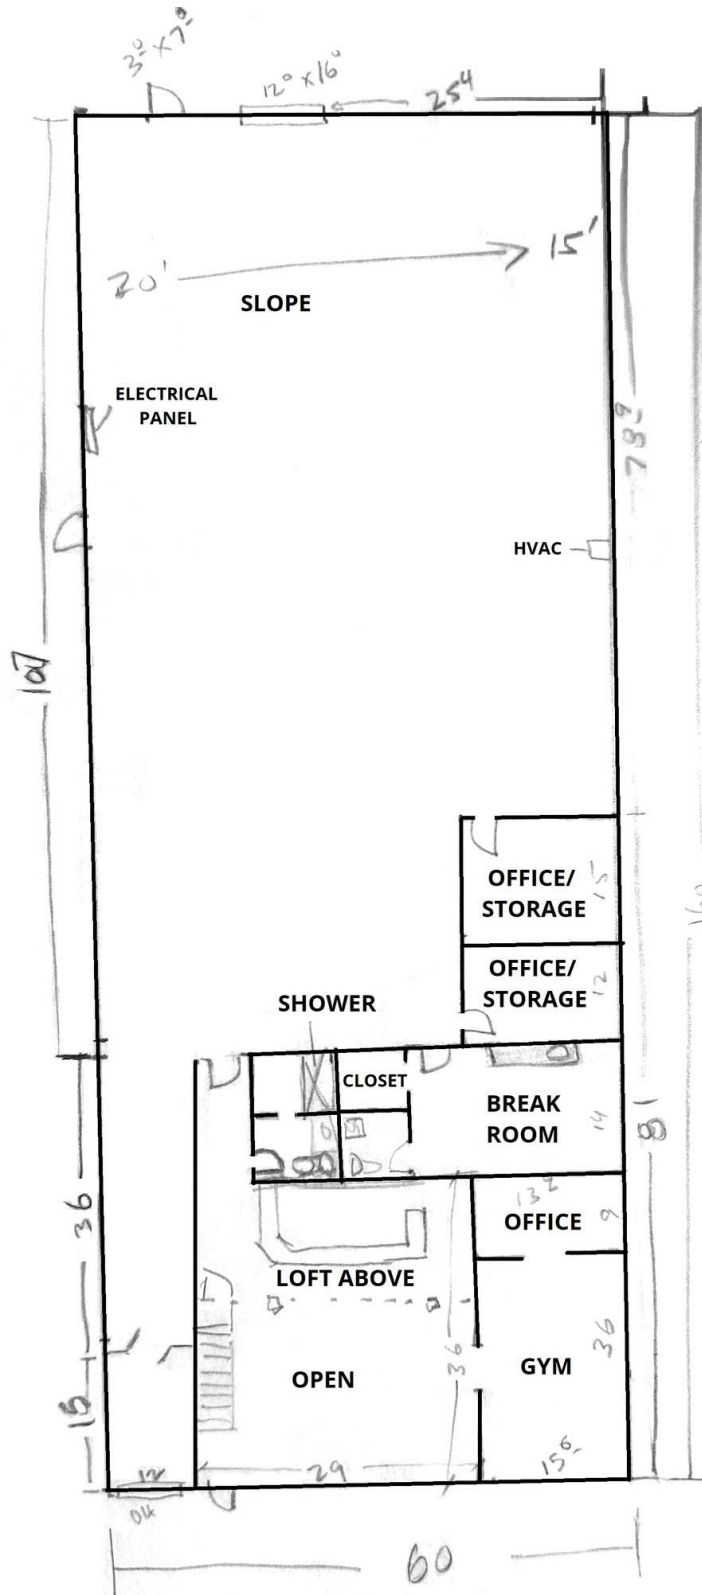 3⁰ x 7⁰
12⁰ x 16⁰
25⁴
20'
15'
SLOPE
ELECTRICAL
PANEL
78⁹
HVAC
107
OFFICE/
STORAGE
15
OFFICE/
STORAGE
12
160
SHOWER
CLOSET
BREAK
ROOM
14
81
36
13²
OFFICE
9
LOFT ABOVE
36
GYM
36
OPEN
15
29
15⁶
12
OH
60